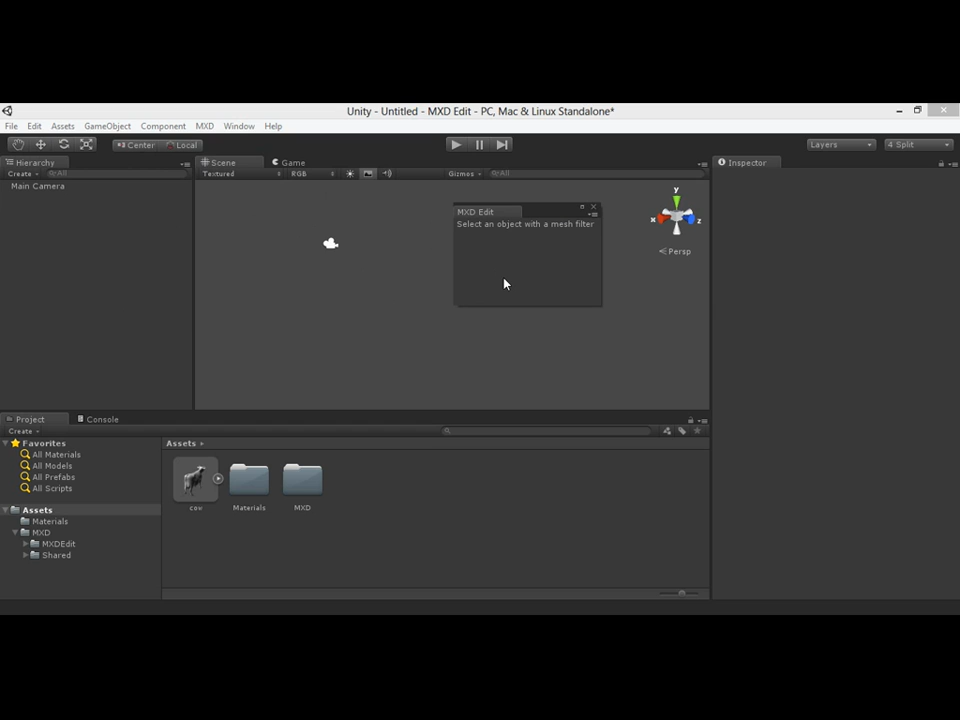 Unity - Untitled - MXD Edit - PC, Mac & Linux Standalone*
File Edit Assets GameObject Component MXD Window Help
Center Local Layers 4 Split
Hierarchy Scene Game Inspector
Create All Textured RGB Gizmos All
Main Camera
y
MXD Edit
x z
Select an object with a mesh filter
Persp
Project Console
Create
Favorites Assets
All Materials
All Models
All Prefabs
All Scripts
cow Materials MXD
Assets
Materials
MXD
MXDEdit
Shared